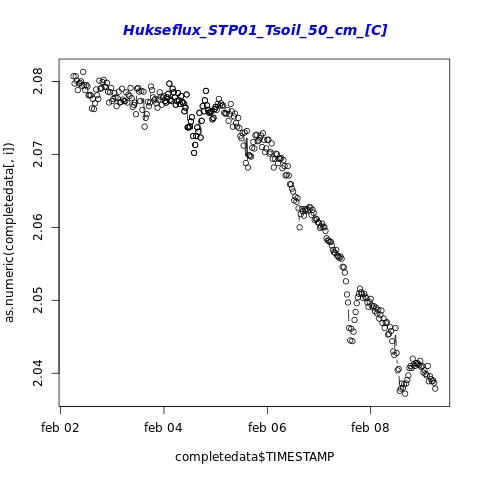 Hukseflux_STP01_Tsoil_50_cm_[C]
as.numeric(completedata[, i])
2.08
2.07
2.06
2.05
2.04
feb 02
feb 04
feb 06
feb 08
completedata$TIMESTAMP